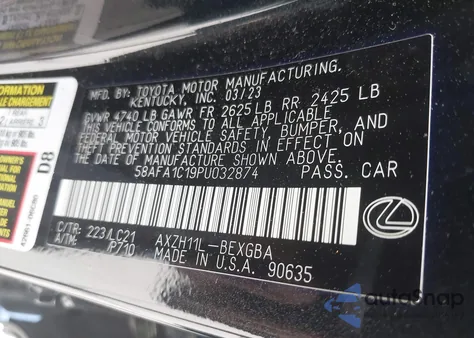 MFD. BY: TOYOTA MOTOR MANUFACTURING.
KENTUCKY, INC. 03/23
GVWR 4740 LB GAWR FR 2625 LB RR 2425 LB
THIS VEHICLE CONFORMS TO ALL APPLICABLE
FEDERAL MOTOR VEHICLE SAFETY, BUMPER, AND
THEFT PREVENTION STANDARDS IN EFFECT ON
THE DATE OF MANUFACTURE SHOWN ABOVE.
58AFA1C19PU032874 PASS. CAR
C/TR: 223/LC21 AXZH11L-BEXGBA
A/TM: /P710 MADE IN U.S.A. 90635
D8
autosnap